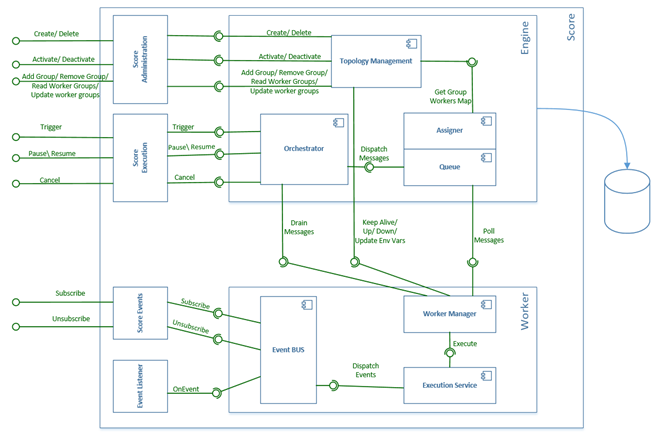 Score
Engine
Create/ Delete
Activate/ Deactivate
Add Group/ Remove Group/
Read Worker Groups/
Update worker groups
Score
Administration
Create/ Delete
Activate/ Deactivate
Add Group/ Remove Group/
Read Worker Groups/
Update worker groups
Topology Management
Get Group
Workers Map
Trigger
Pause\ Resume
Cancel
Score
Execution
Trigger
Pause\ Resume
Cancel
Orchestrator
Dispatch
Messages
Assigner
Queue
Drain
Messages
Keep Alive/
Up/ Down/
Update Env Vars
Poll
Messages
Subscribe
Unsubscribe
Score Events
Subscribe
Unsubscribe
Event BUS
Worker
Worker Manager
Execute
Event Listener
OnEvent
Dispatch
Events
Execution Service